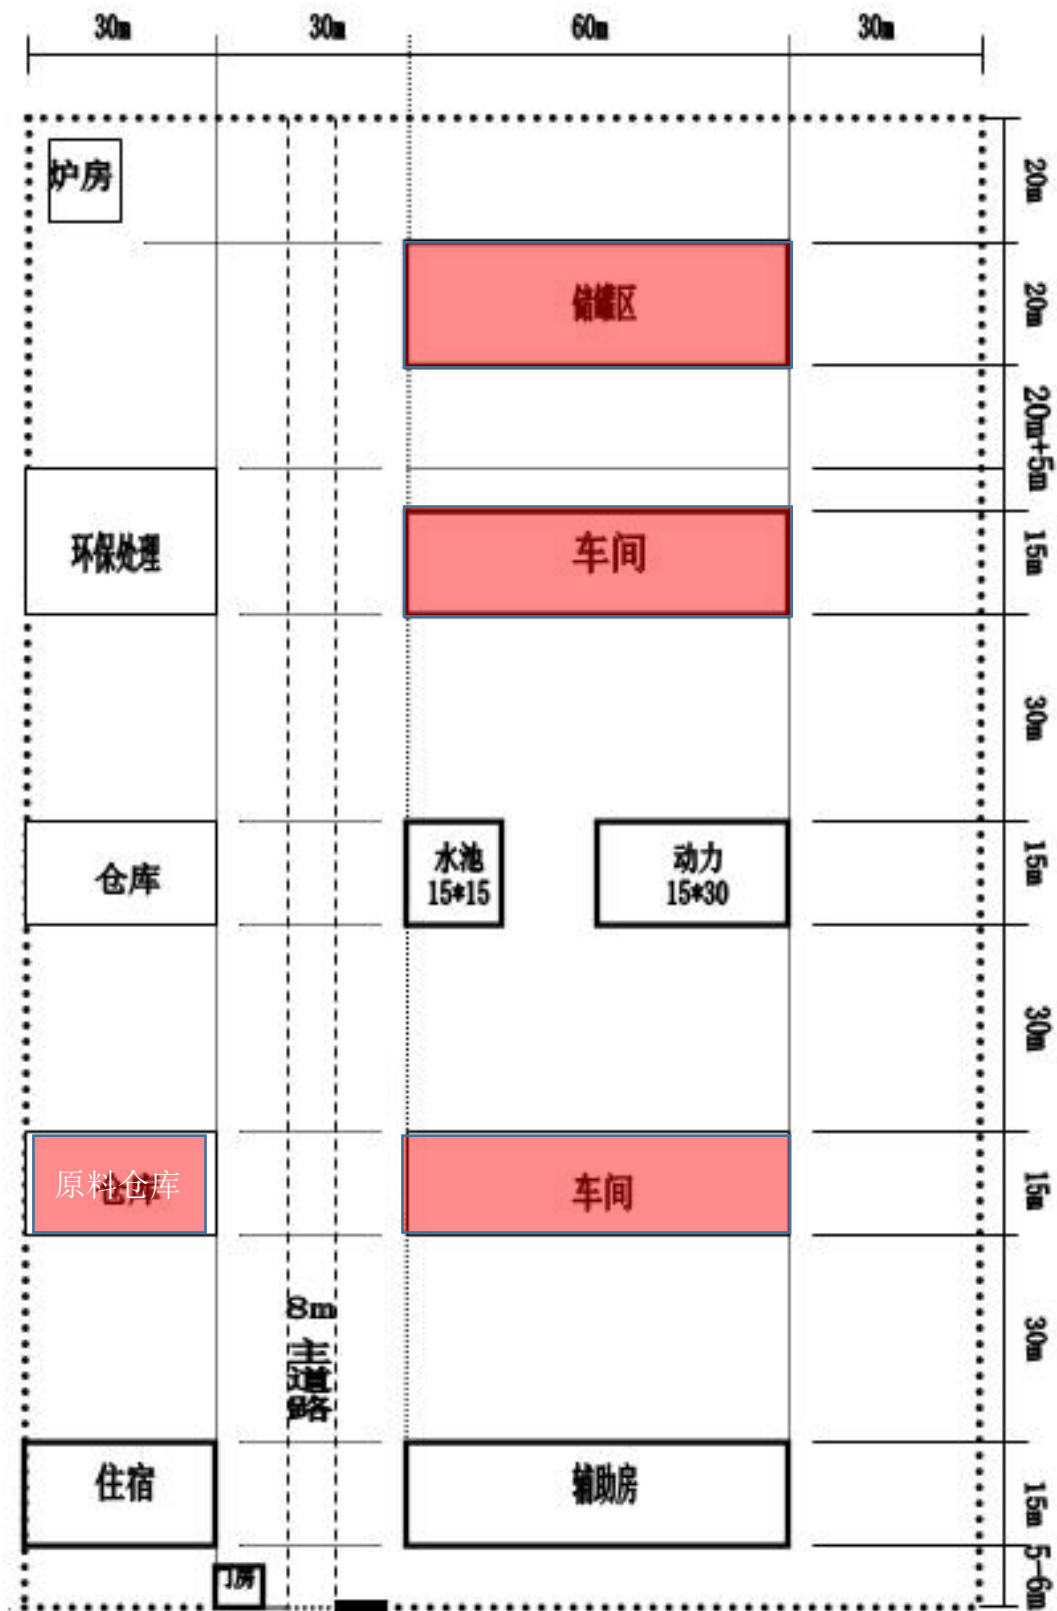 30m
30m
60m
30m
炉房
20m
储罐区
20m
20m+5m
环保处理
车间
15m
30m
仓库
水池
15*15
动力
15*30
15m
30m
原料仓库
仓库
车间
15m
8m
主
道
路
30m
住宿
辅助房
15m
门房
5-6m